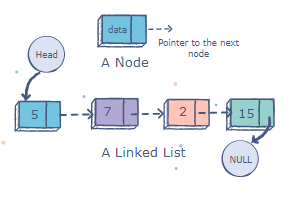 data
Head
Pointer to the next
node
A Node
5
7
2
15
A Linked List
NULL